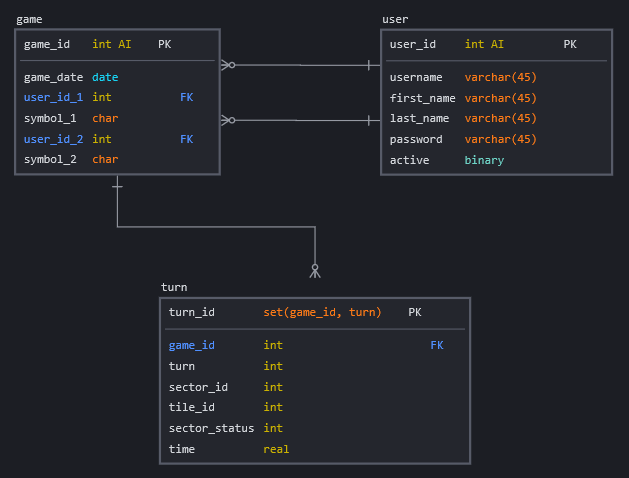 game
game_id int AI PK
game_date date
user_id_1 int FK
symbol_1 char
user_id_2 int FK
symbol_2 char
user
user_id int AI PK
username varchar(45)
first_name varchar(45)
last_name varchar(45)
password varchar(45)
active binary
turn
turn_id set(game_id, turn) PK
game_id int FK
turn int
sector_id int
tile_id int
sector_status int
time real